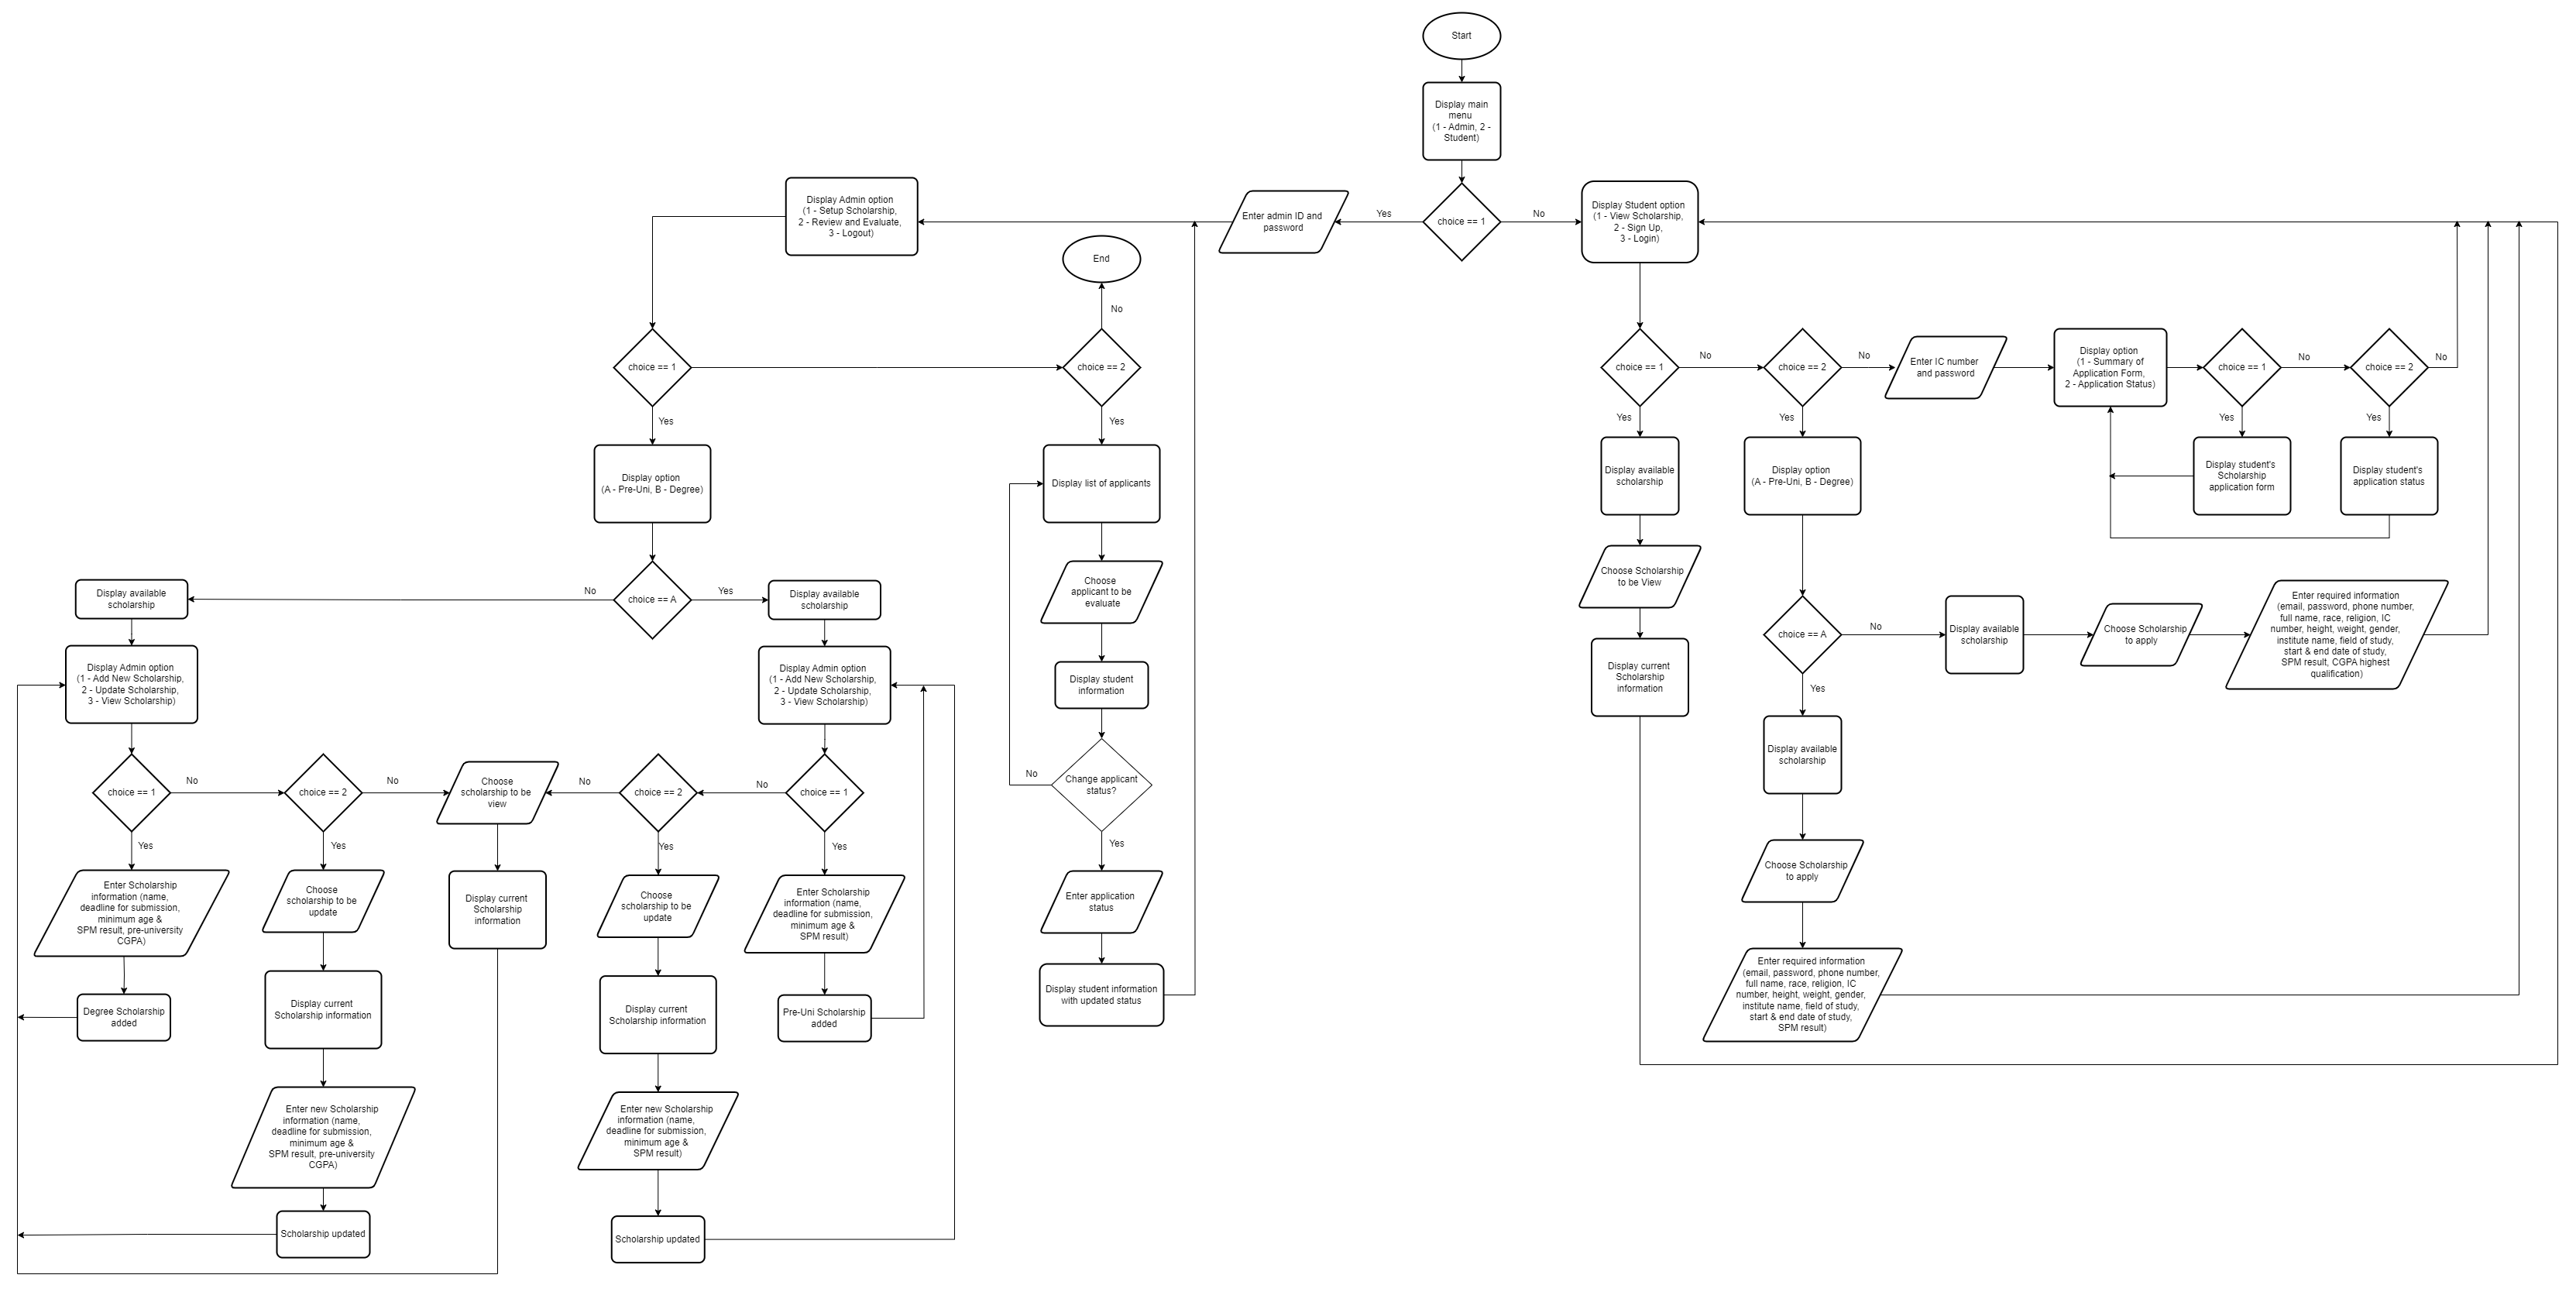 Start
Display main
menu
(1 - Admin, 2 -
Student)
choice == 1
Yes
No
Enter admin ID and
password
Display Admin option
(1 - Setup Scholarship,
2 - Review and Evaluate,
3 - Logout)
Display Student option
(1 - View Scholarship,
2 - Sign Up,
3 - Login)
End
No
choice == 1
choice == 2
Yes
Yes
Display option
(A - Pre-Uni, B - Degree)
choice == A
No
Yes
Display available
scholarship
Display Admin option
(1 - Add New Scholarship,
2 - Update Scholarship,
3 - View Scholarship)
choice == 1
No
choice == 2
No
Choose
scholarship to be
view
Yes
Yes
Enter Scholarship
information (name,
deadline for submission,
minimum age &
SPM result, pre-university
CGPA)
Degree Scholarship
added
Choose
scholarship to be
update
Display current
Scholarship information
Enter new Scholarship
information (name,
deadline for submission,
minimum age &
SPM result, pre-university
CGPA)
Scholarship updated
Display current
Scholarship
information
Display available
scholarship
Display Admin option
(1 - Add New Scholarship,
2 - Update Scholarship,
3 - View Scholarship)
No
choice == 2
No
choice == 1
Yes
Yes
Choose
scholarship to be
update
Display current
Scholarship information
Enter new Scholarship
information (name,
deadline for submission,
minimum age &
SPM result)
Scholarship updated
Enter Scholarship
information (name,
deadline for submission,
minimum age &
SPM result)
Pre-Uni Scholarship
added
Display list of applicants
Choose
applicant to be
evaluate
Display student
information
Change applicant
status?
No
Yes
Enter application
status
Display student information
with updated status
choice == 1
No
choice == 2
No
Enter IC number
and password
Display option
(1 - Summary of
Application Form,
2 - Application Status)
choice == 1
No
choice == 2
No
Yes
Yes
Yes
Yes
Display available
scholarship
Choose Scholarship
to be View
Display current
Scholarship
information
Display option
(A - Pre-Uni, B - Degree)
Display student's
Scholarship
application form
Display student's
application status
choice == A
No
Display available
scholarship
Choose Scholarship
to apply
Enter required information
(email, password, phone number,
full name, race, religion, IC
number, height, weight, gender,
institute name, field of study,
start & end date of study,
SPM result, CGPA highest
qualification)
Yes
Display available
scholarship
Choose Scholarship
to apply
Enter required information
(email, password, phone number,
full name, race, religion, IC
number, height, weight, gender,
institute name, field of study,
start & end date of study,
SPM result)